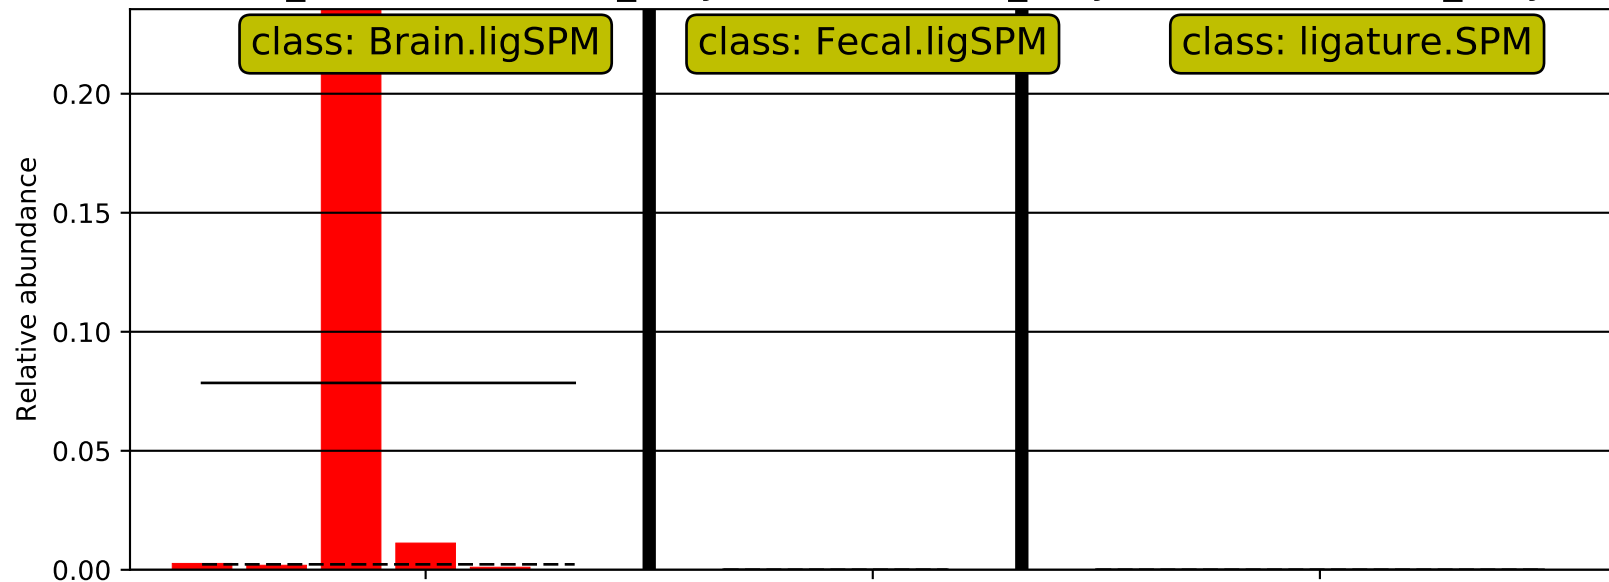 class: Brain.ligSPM
class: Fecal.ligSPM
class: ligature.SPM
Relative abundance
0.20
0.15
0.10
0.05
0.00